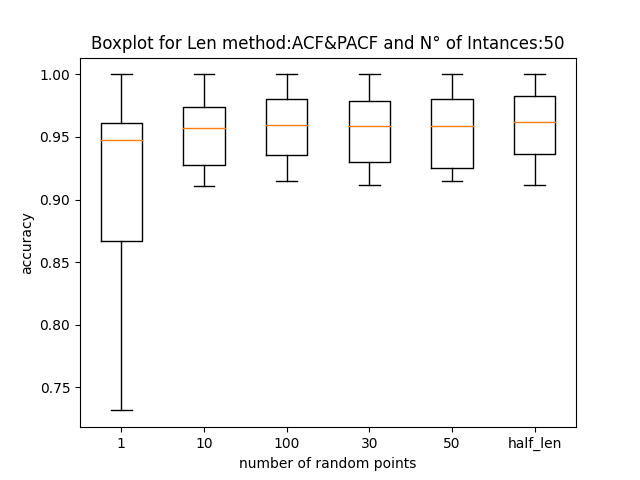 Boxplot for Len method:ACF&PACF and N° of Intances:50
1.00
0.95
0.90
0.85
0.80
0.75
accuracy
1 10 100 30 50 half_len
number of random points